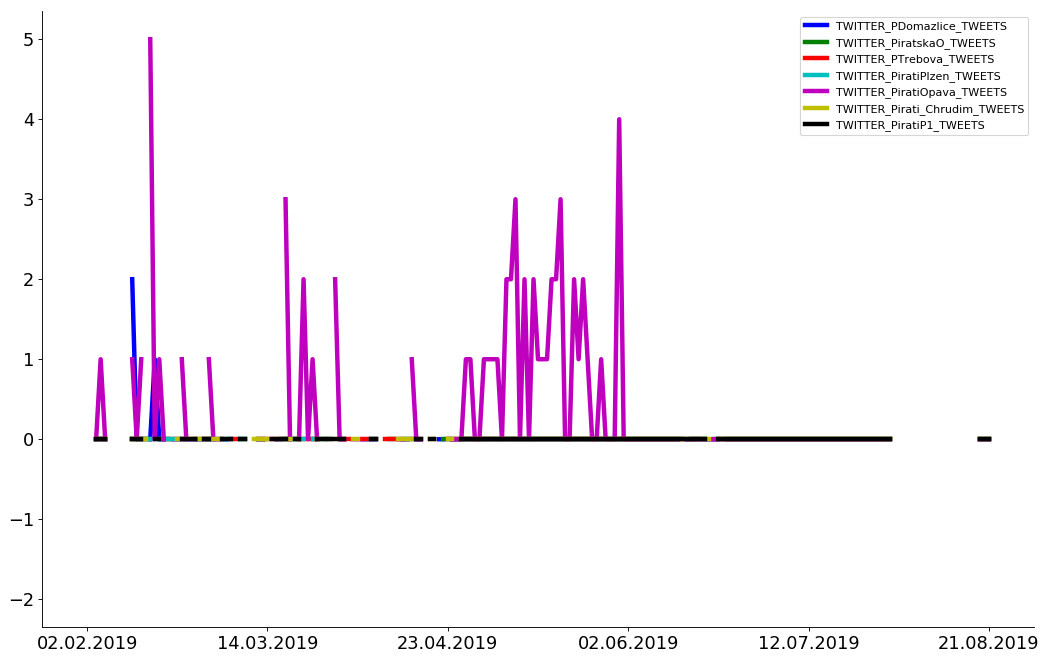 TWITTER_PDomazlice_TWEETS
TWITTER_PiratskaO_TWEETS
TWITTER_PTrebova_TWEETS
TWITTER_PiratiPlzen_TWEETS
TWITTER_PiratiOpava_TWEETS
TWITTER_Pirati_Chrudim_TWEETS
TWITTER_PiratiP1_TWEETS
5
4
3
2
1
0
−1
−2
02.02.2019 14.03.2019 23.04.2019 02.06.2019 12.07.2019 21.08.2019